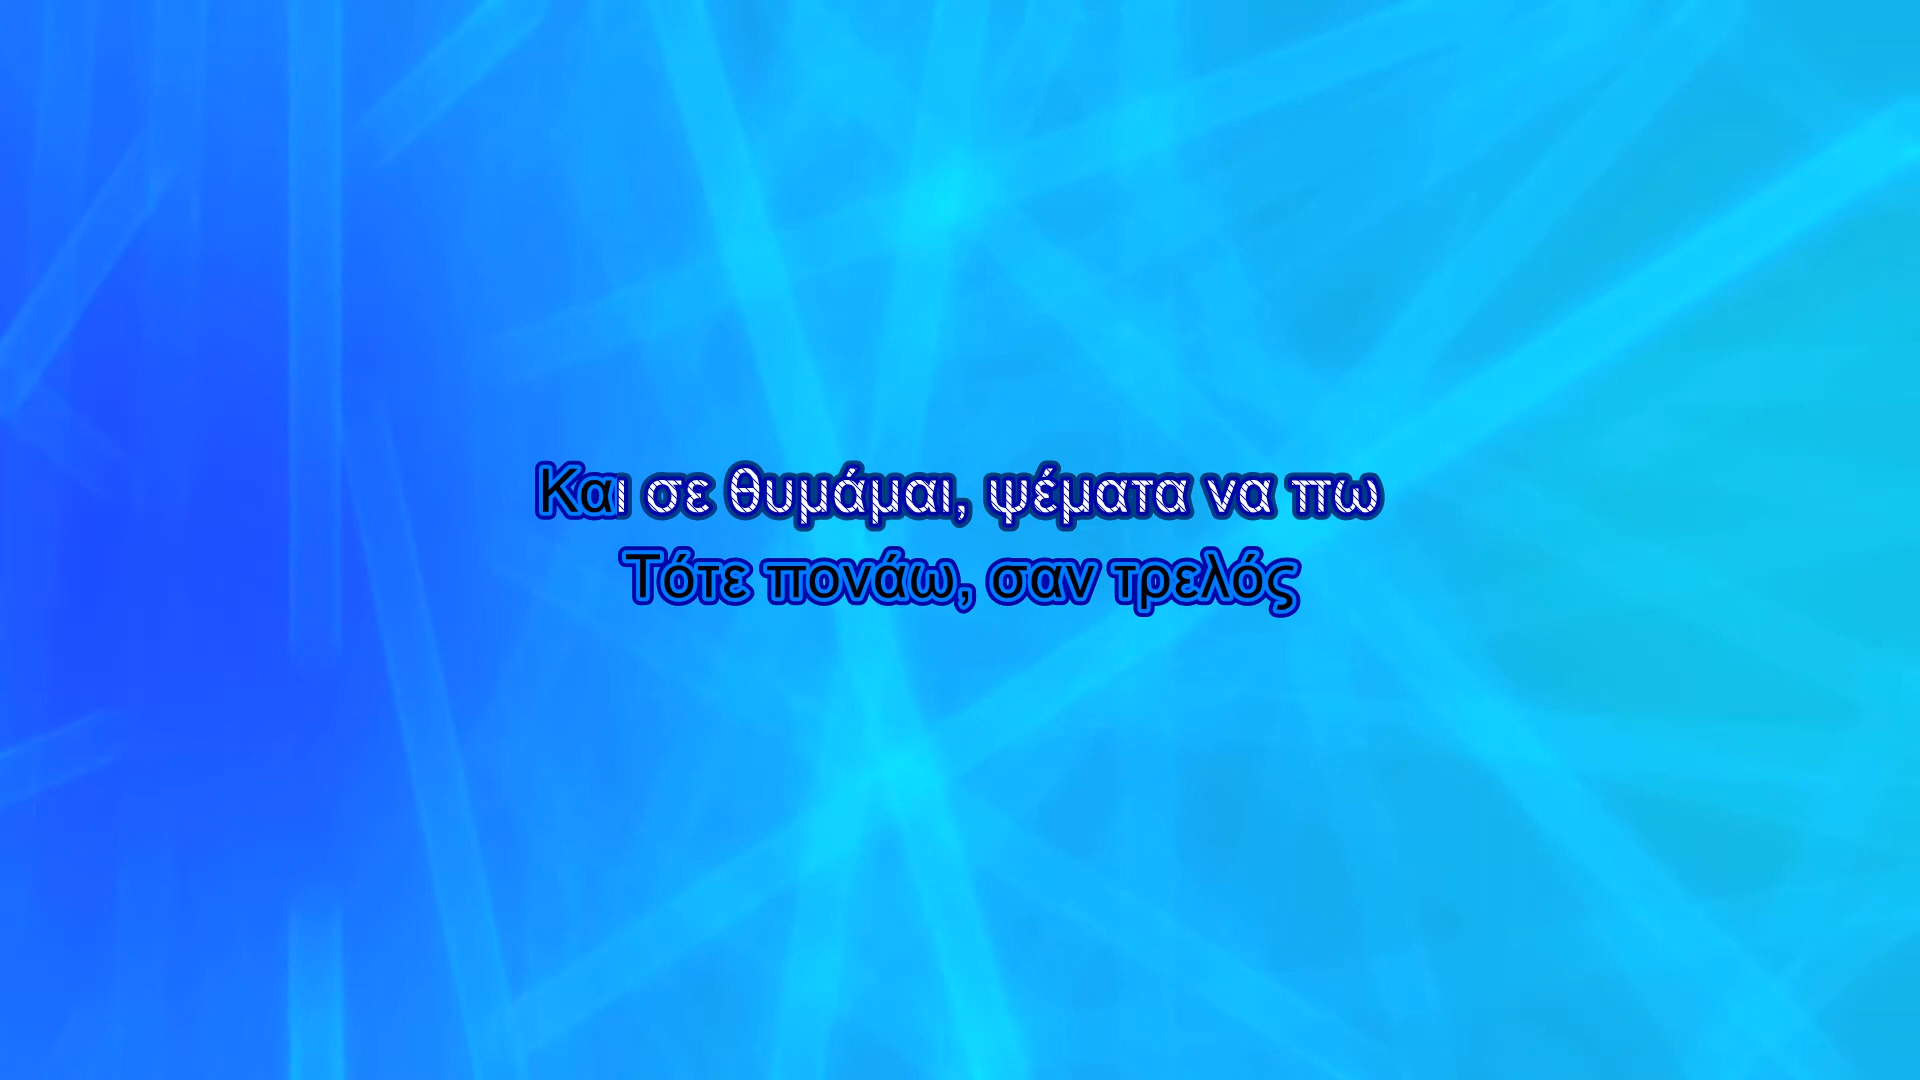 Και σε θυμάμαι, ψέματα να πω
Τότε πονάω, σαν τρελός